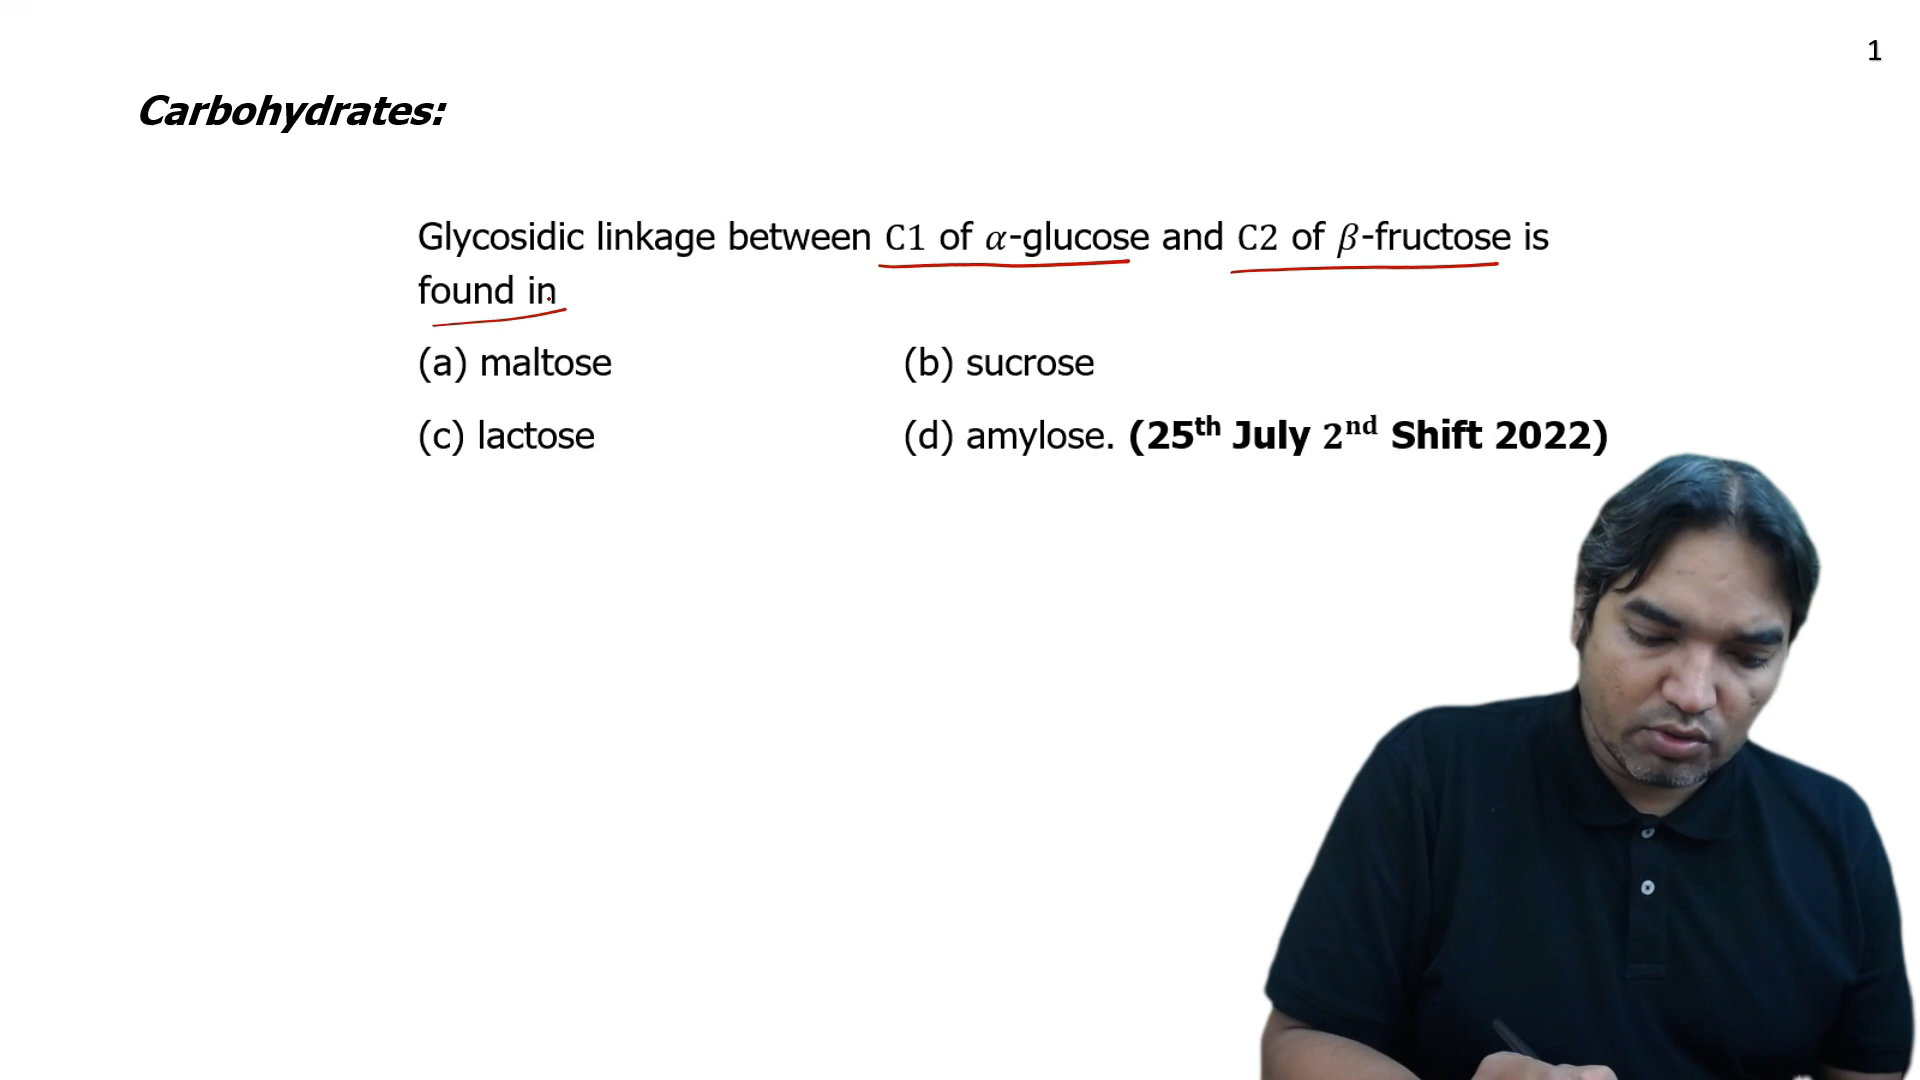 1
Carbohydrates:
Glycosidic linkage between C1 of α-glucose and C2 of β-fructose is
found in
(a) maltose (b) sucrose
(c) lactose (d) amylose. (25th July 2nd Shift 2022)